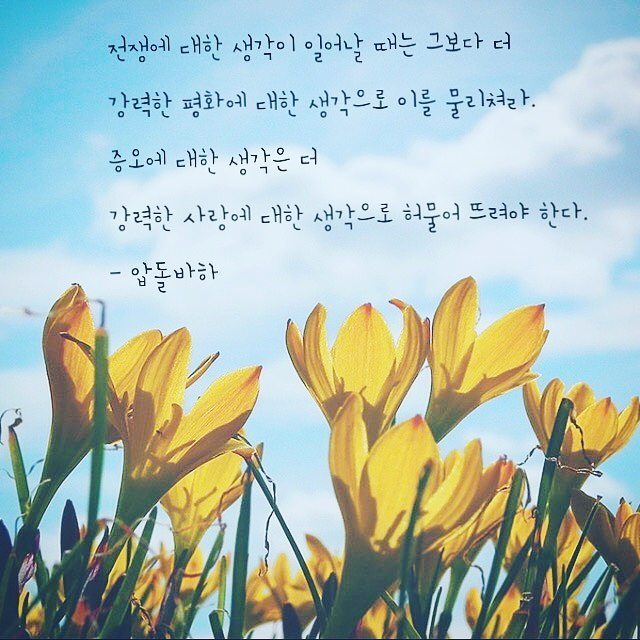 전쟁에 대한 생각이 일어날 때는 그보다 더
강력한 평화에 대한 생각으로 이를 물리쳐라.
증오에 대한 생각은 더
강력한 사랑에 대한 생각으로 허물어 뜨려야 한다.
- 압돌바하